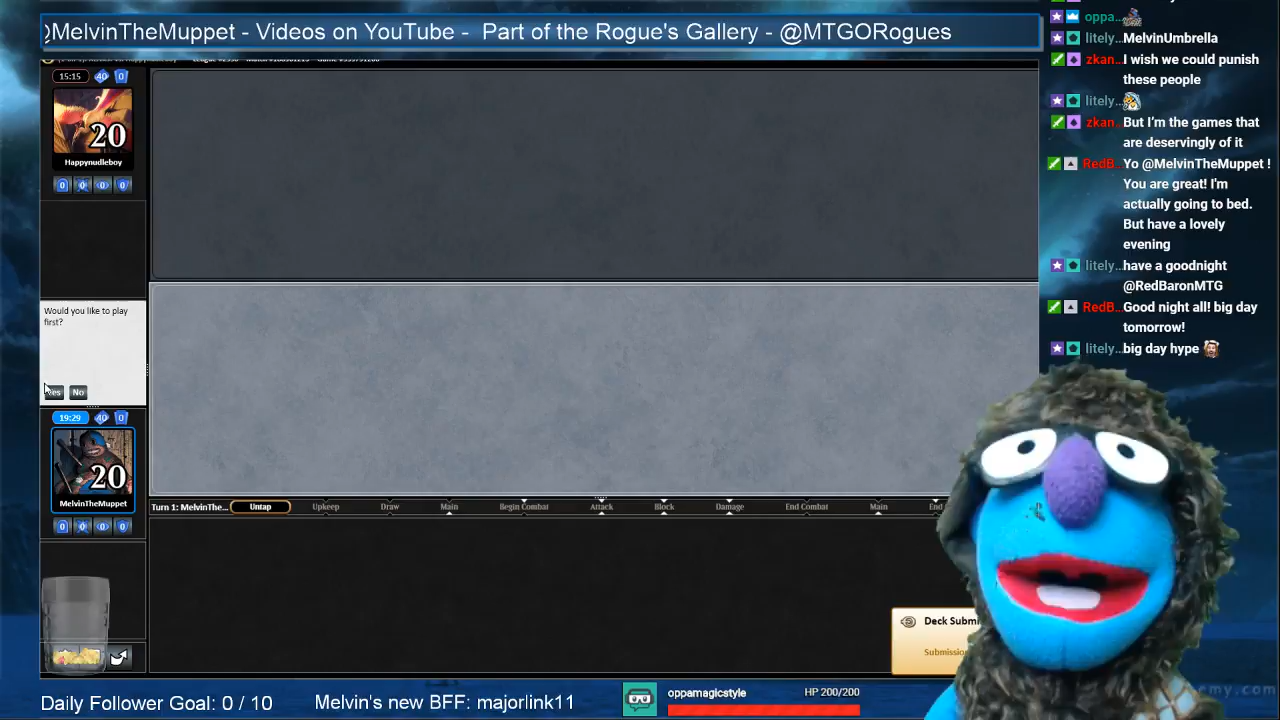 @MelvinTheMuppet - Videos on YouTube - Part of the Rogue's Gallery - @MTGORogues
15:15 40 0
20
Happynudleboy
0 0 0 0
Would you like to play
first?
Yes No
19:29 40 0
20
MelvinTheMuppet
0 0 0 0
Turn 1: MelvinThe... Untap Upkeep Draw Main Begin Combat Attack Block Damage End Combat Main End
Deck Submi
Submissio
oppa...
litely... MelvinUmbrella
zkan... I wish we could punish
these people
litely...
zkan... But I'm the games that
are deservingly of it
RedB... Yo @MelvinTheMuppet !
You are great! I'm
actually going to bed.
But have a lovely
evening
litely... have a goodnight
@RedBaronMTG
RedB... Good night all! big day
tomorrow!
litely... big day hype
Daily Follower Goal: 0 / 10
Melvin's new BFF: majorlink11
oppamagicstyle HP 200/200